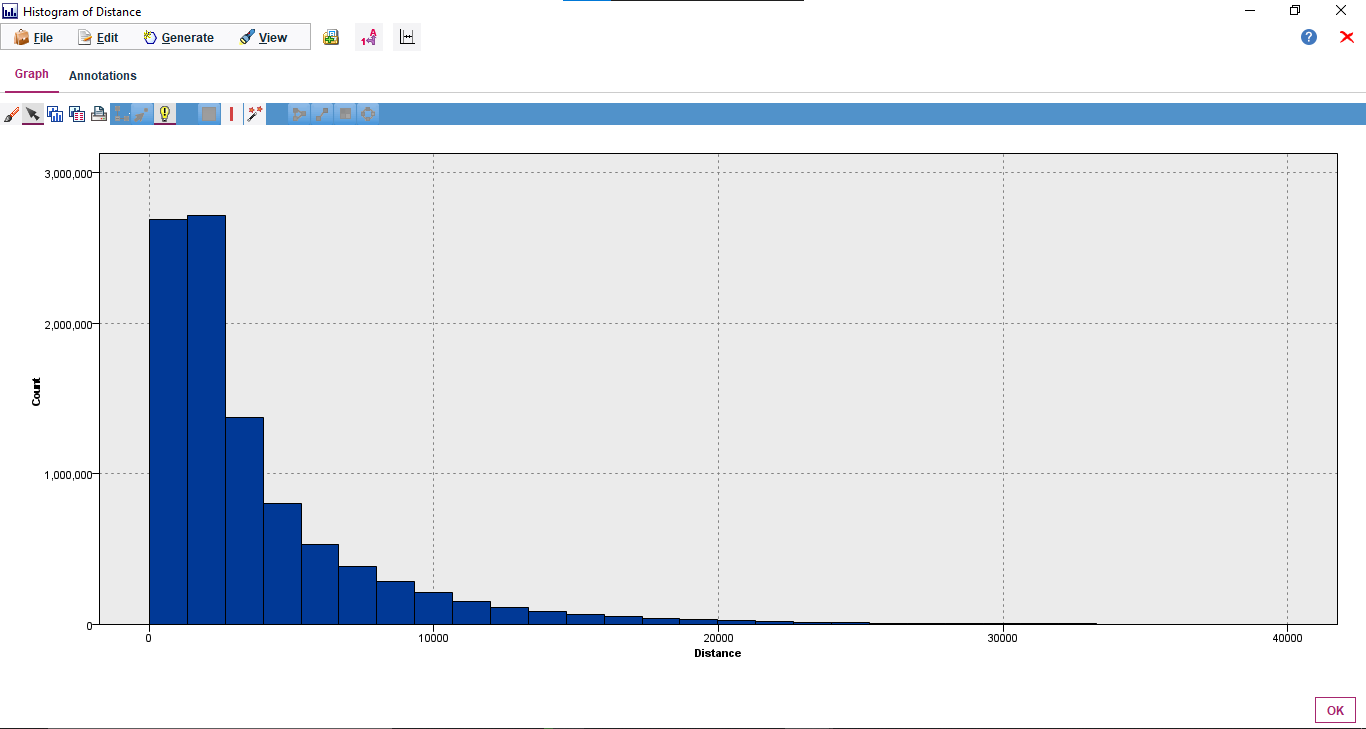 Histogram of Distance
File Edit Generate View
Graph Annotations
3,000,000
2,000,000
1,000,000
0
Count
0 10000 20000 30000 40000
Distance
OK